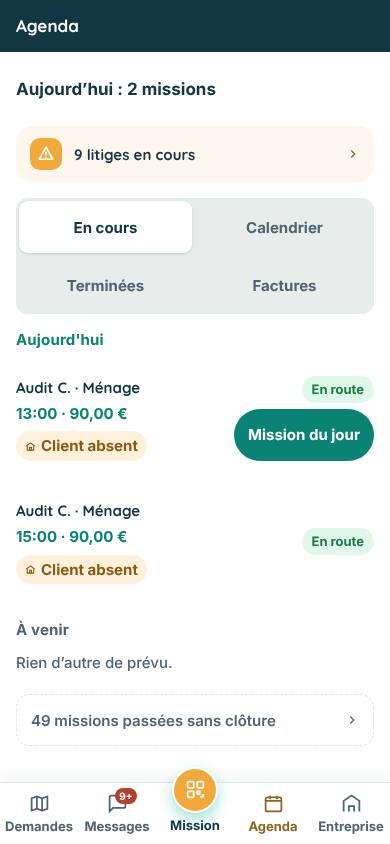 Agenda
Aujourd’hui : 2 missions
9 litiges en cours
En cours
Calendrier
Terminées
Factures
Aujourd'hui
Audit C. · Ménage
En route
13:00 · 90,00 €
Mission du jour
Client absent
Audit C. · Ménage
15:00 · 90,00 €
En route
Client absent
À venir
Rien d’autre de prévu.
49 missions passées sans clôture
9+
Demandes
Messages
Mission
Agenda
Entreprise